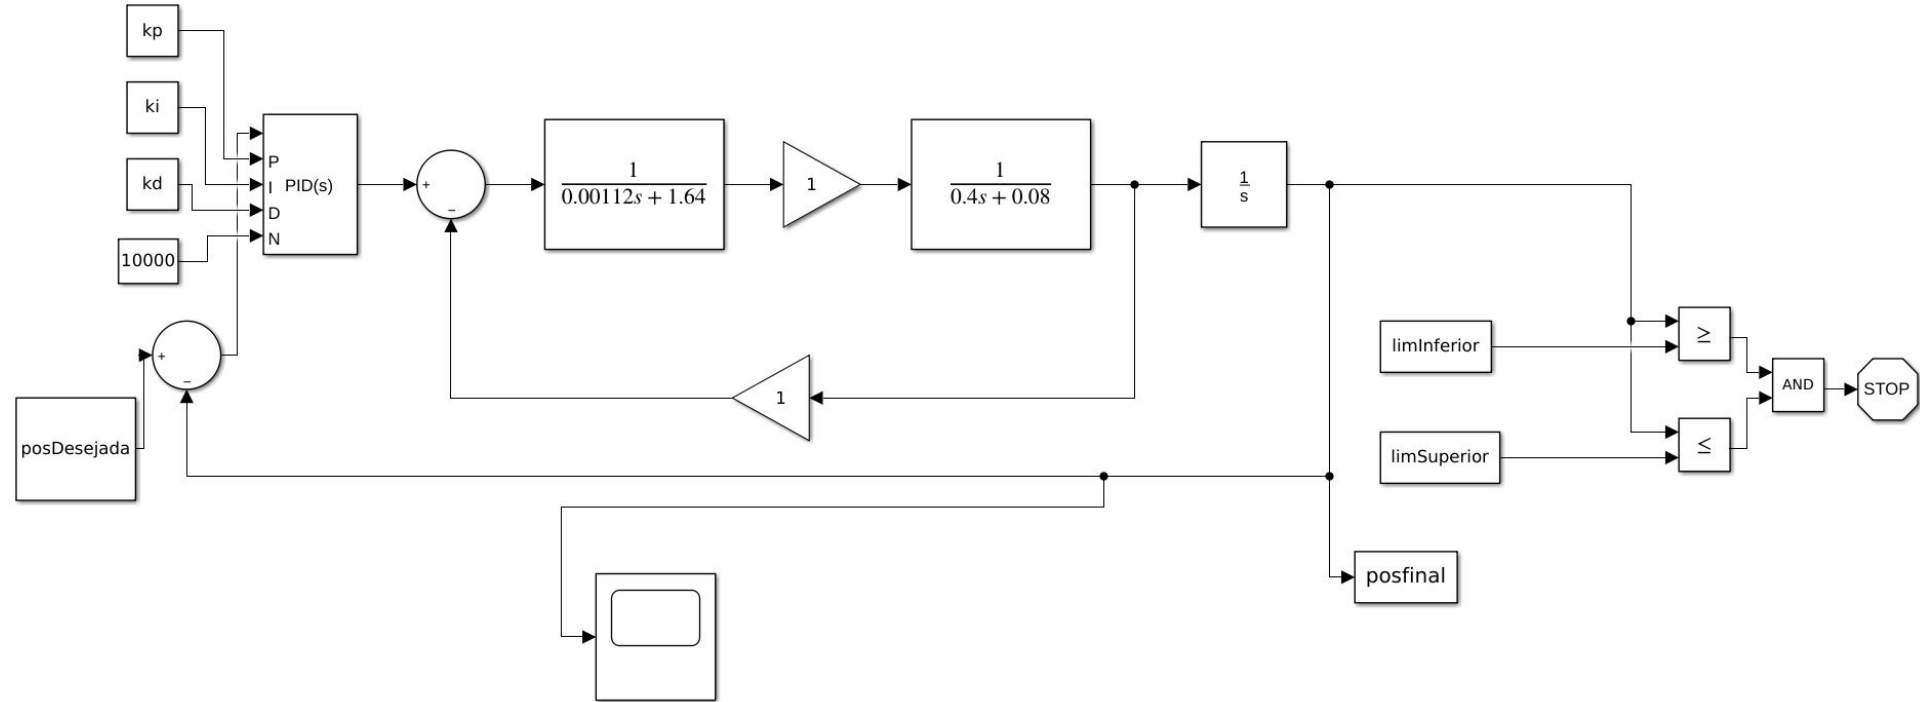 kp
ki
kd
10000
P
I
D
N
PID(s)
+
−
1
0.00112s + 1.64
1
1
0.4s + 0.08
1
s
1
posDesejada
+
−
limInferior
limSuperior
≥
≤
AND
STOP
posfinal